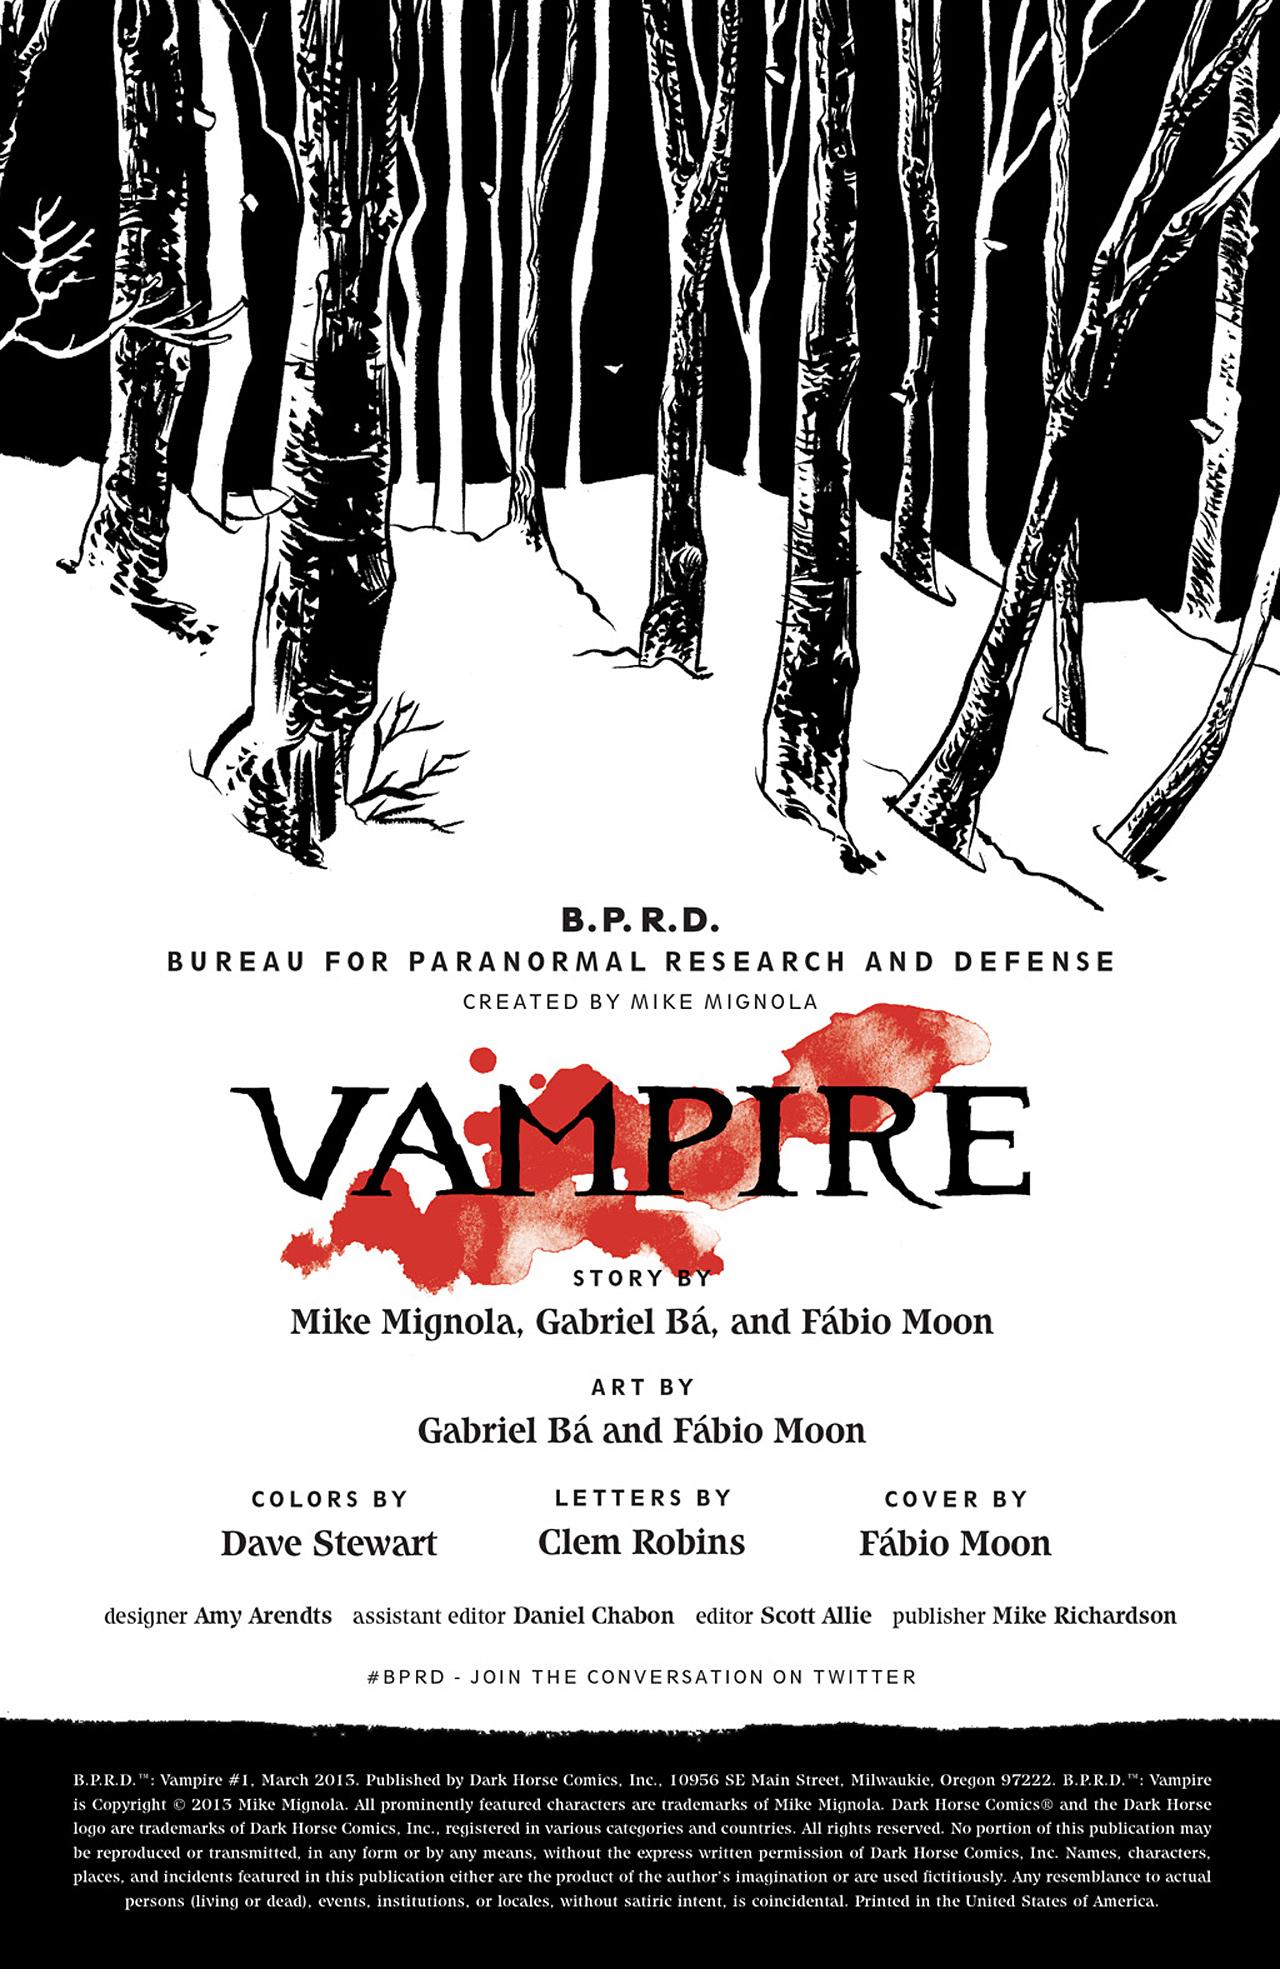 B.P.R.D.
BUREAU FOR PARANORMAL RESEARCH AND DEFENSE
CREATED BY MIKE MIGNOLA
VAMPIRE
STORY BY
Mike Mignola, Gabriel Bá, and Fábio Moon
ART BY
Gabriel Bá and Fábio Moon
COLORS BY LETTERS BY COVER BY
Dave Stewart Clem Robins Fábio Moon
designer Amy Arendts assistant editor Daniel Chabon editor Scott Allie publisher Mike Richardson
#BPRD - JOIN THE CONVERSATION ON TWITTER
B.P.R.D.™: Vampire #1, March 2013. Published by Dark Horse Comics, Inc., 10956 SE Main Street, Milwaukie, Oregon 97222. B.P.R.D.™: Vampire
is Copyright © 2013 Mike Mignola. All prominently featured characters are trademarks of Mike Mignola. Dark Horse Comics® and the Dark Horse
logo are trademarks of Dark Horse Comics, Inc., registered in various categories and countries. All rights reserved. No portion of this publication may
be reproduced or transmitted, in any form or by any means, without the express written permission of Dark Horse Comics, Inc. Names, characters,
places, and incidents featured in this publication either are the product of the author's imagination or are used fictitiously. Any resemblance to actual
persons (living or dead), events, institutions, or locales, without satiric intent, is coincidental. Printed in the United States of America.